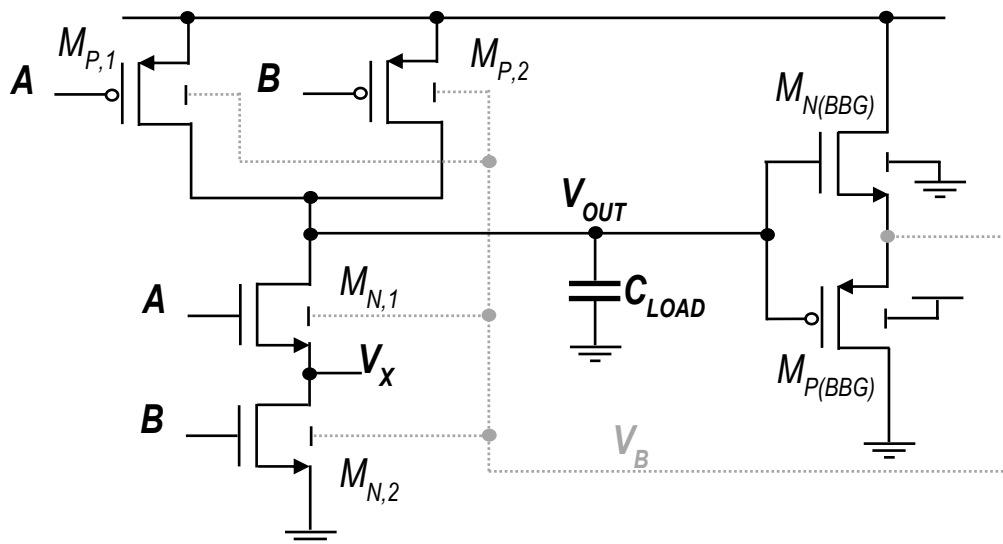 M_{P,1}
A
B
M_{P,2}
M_{N(BBG)}
V_{OUT}
A
M_{N,1}
C_{LOAD}
V_X
M_{P(BBG)}
B
V_B
M_{N,2}